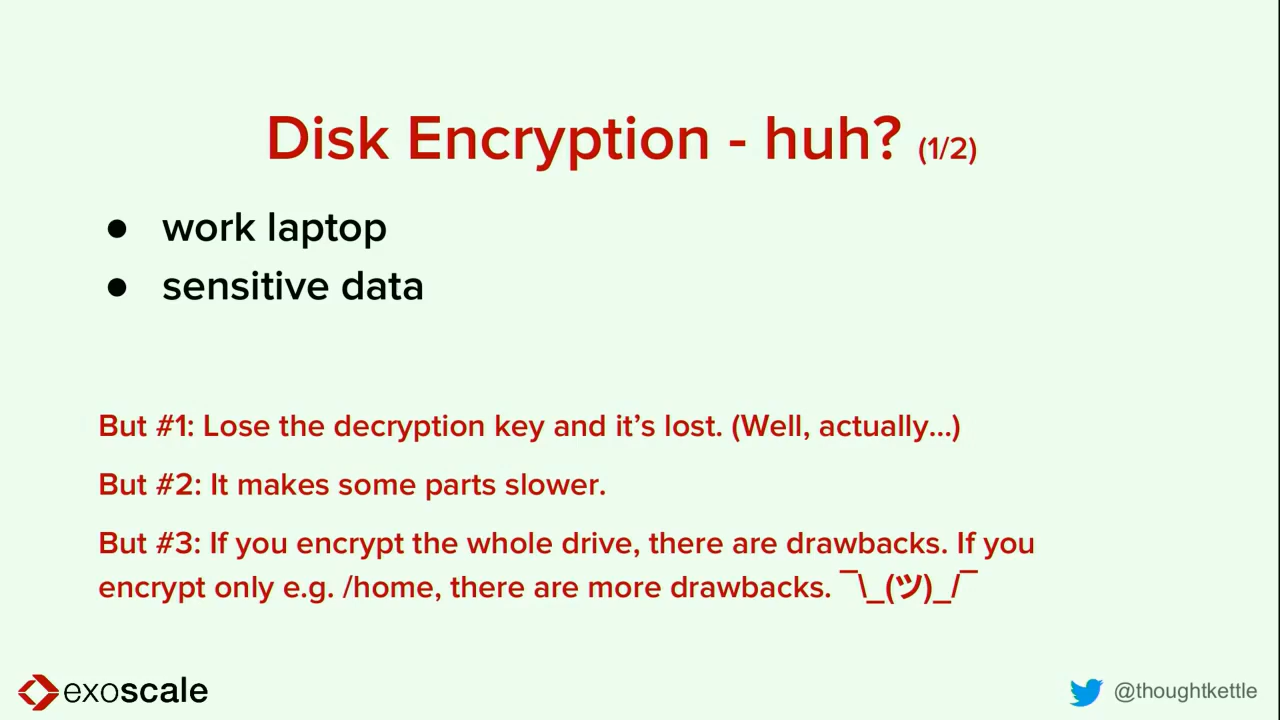 Disk Encryption - huh? (1/2)
● work laptop
● sensitive data
But #1: Lose the decryption key and it’s lost. (Well, actually...)
But #2: It makes some parts slower.
But #3: If you encrypt the whole drive, there are drawbacks. If you
encrypt only e.g. /home, there are more drawbacks. ¯\_(ツ)_/¯
exoscale
@thoughtkettle